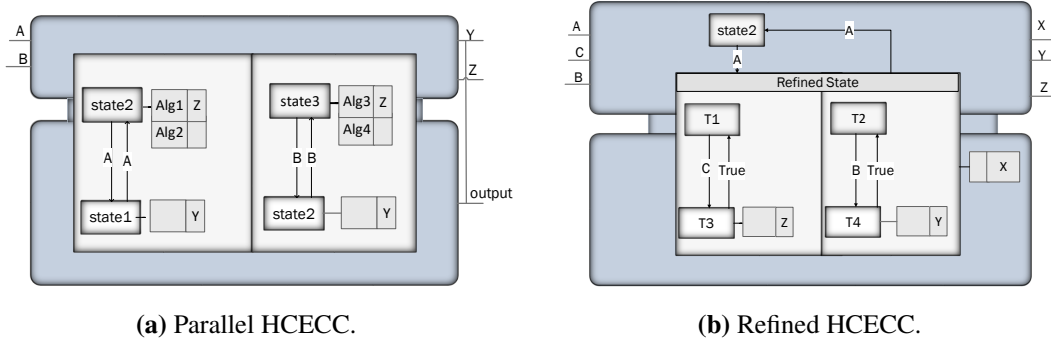 A
B
Y
Z
output
state2
Alg1 Z
Alg2
A
A
state1
Y
state3
Alg3 Z
Alg4
B
B
state2
Y
(a) Parallel HCECC.
A
C
B
X
Y
Z
state2
A
A
Refined State
T1
C
True
T3
Z
T2
B
True
T4
Y
X
(b) Refined HCECC.